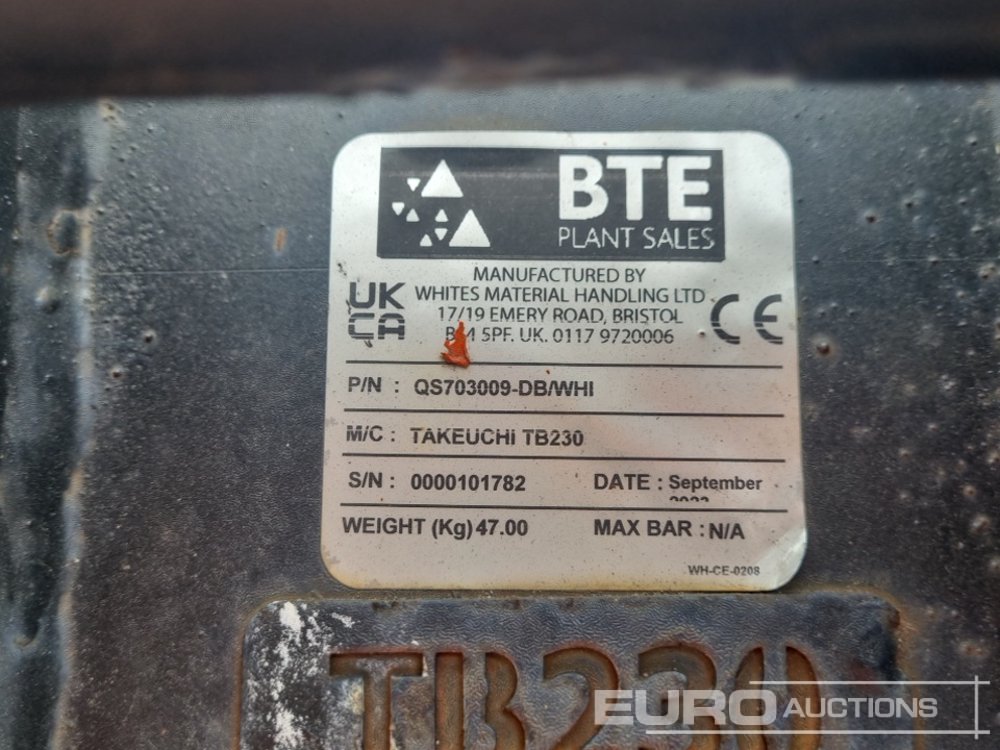 BTE
PLANT SALES
MANUFACTURED BY
WHITES MATERIAL HANDLING LTD
17/19 EMERY ROAD, BRISTOL
5PF. UK. 0117 9720006
UK
CA
CE
P/N : QS703009-DB/WHI
M/C : TAKEUCHI TB230
S/N : 0000101782 DATE : September
WEIGHT (Kg) 47.00 MAX BAR : N/A
WH-CE-0208
TB230
EURO AUCTIONS